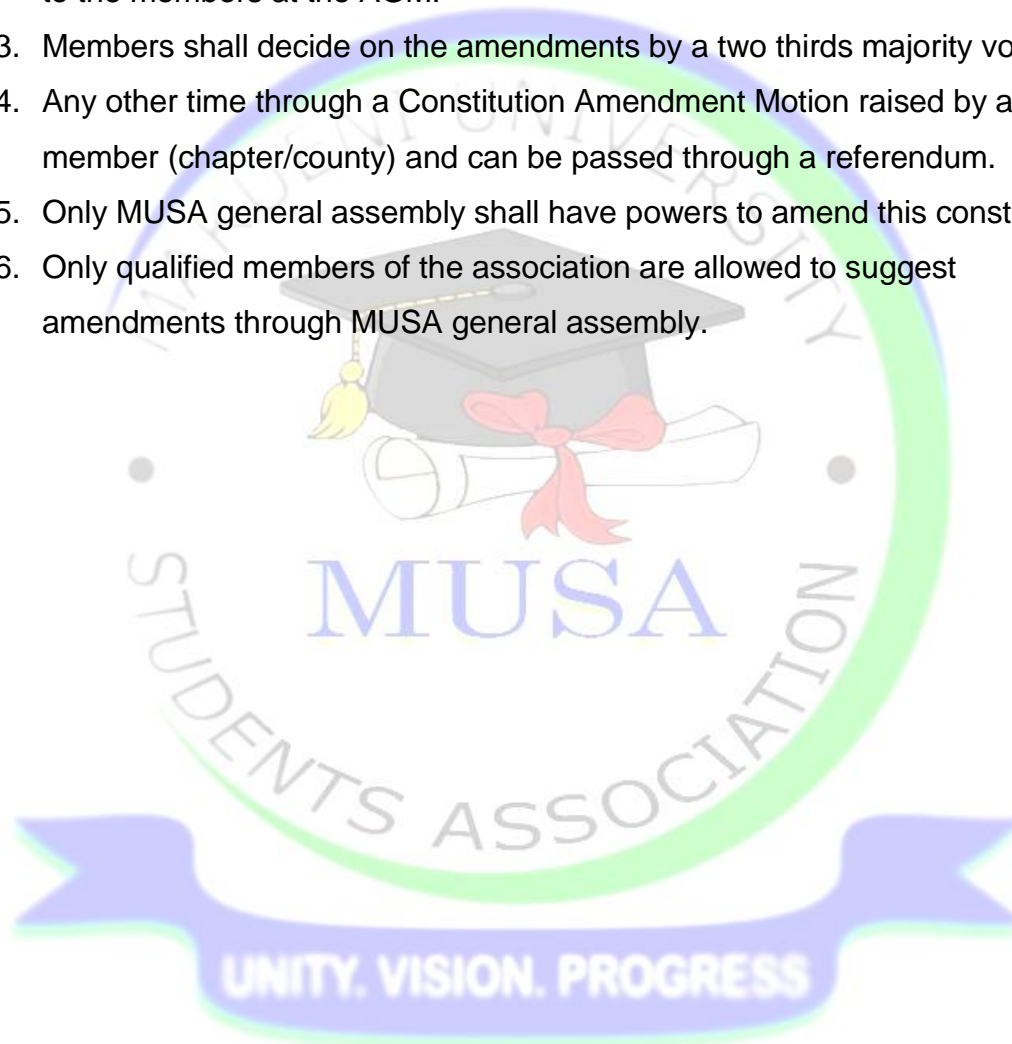 to the members at the AGM.
3. Members shall decide on the amendments by a two thirds majority vo
4. Any other time through a Constitution Amendment Motion raised by a
member (chapter/county) and can be passed through a referendum.
5. Only MUSA general assembly shall have powers to amend this const
6. Only qualified members of the association are allowed to suggest
amendments through MUSA general assembly.
UNIVERSITY
MUSA
STUDENTS ASSOCIATION
UNITY. VISION. PROGRESS